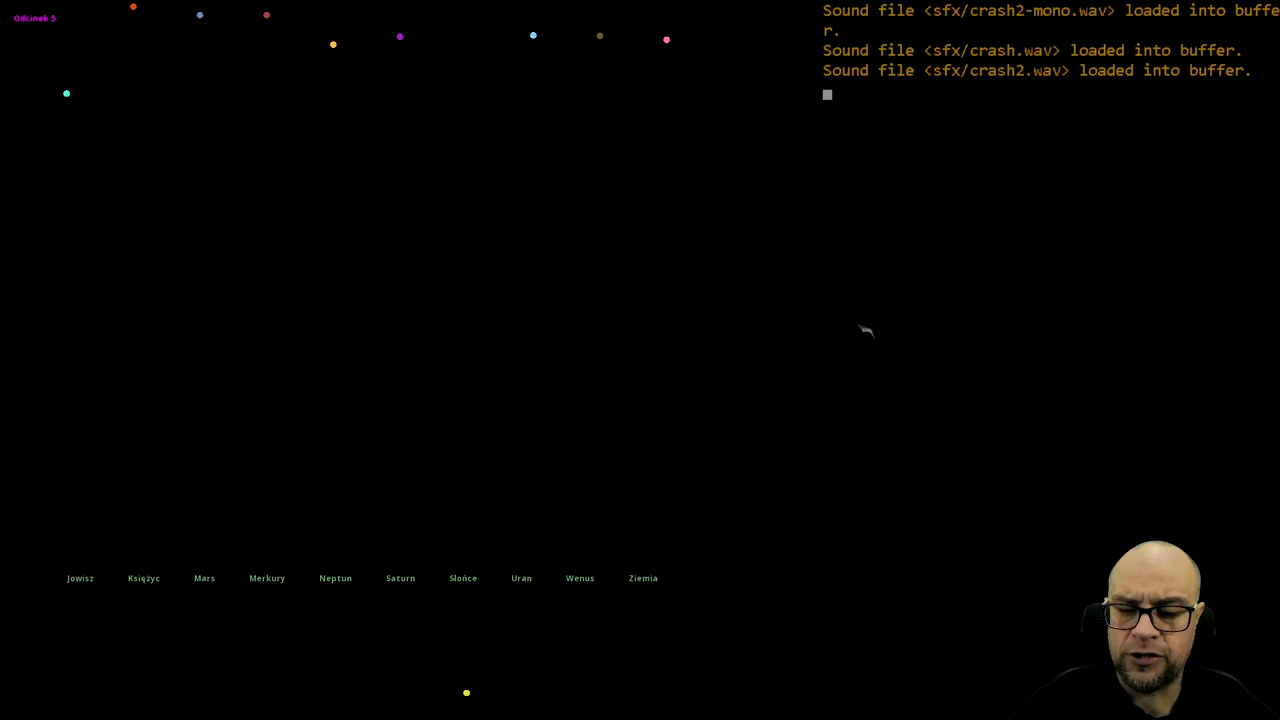 Odcinek 5
Sound file <sfx/crash2-mono.wav> loaded into buffe
r.
Sound file <sfx/crash.wav> loaded into buffer.
Sound file <sfx/crash2.wav> loaded into buffer.
Jowisz Księżyc Mars Merkury Neptun Saturn Słońce Uran Wenus Ziemia